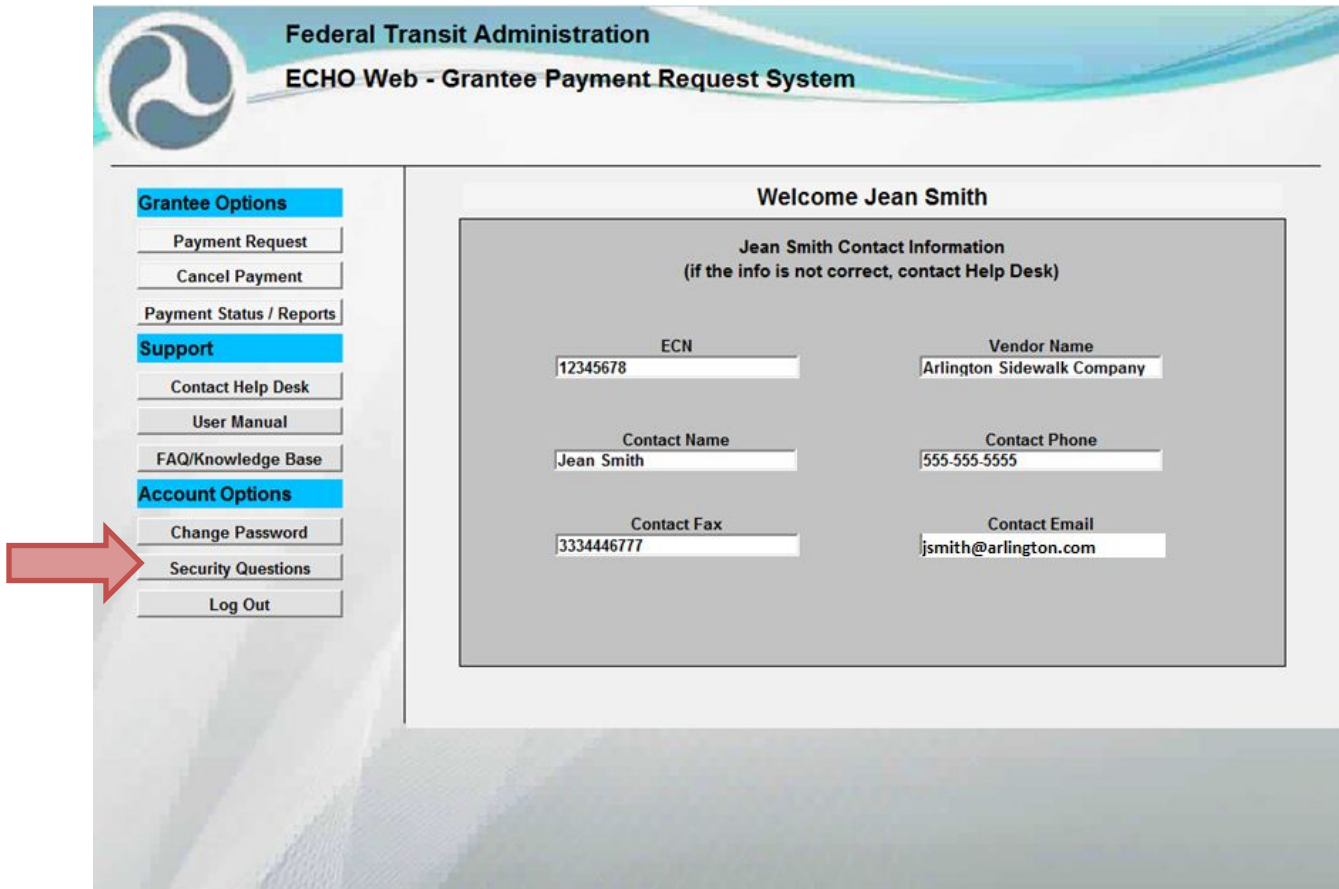 Federal Transit Administration
ECHO Web - Grantee Payment Request System
Grantee Options
Payment Request
Cancel Payment
Payment Status / Reports
Support
Contact Help Desk
User Manual
FAQ/Knowledge Base
Account Options
Change Password
Security Questions
Log Out
Welcome Jean Smith
Jean Smith Contact Information
(if the info is not correct, contact Help Desk)
ECN
12345678
Vendor Name
Arlington Sidewalk Company
Contact Name
Jean Smith
Contact Phone
555-555-5555
Contact Fax
3334446777
Contact Email
jsmith@arlington.com